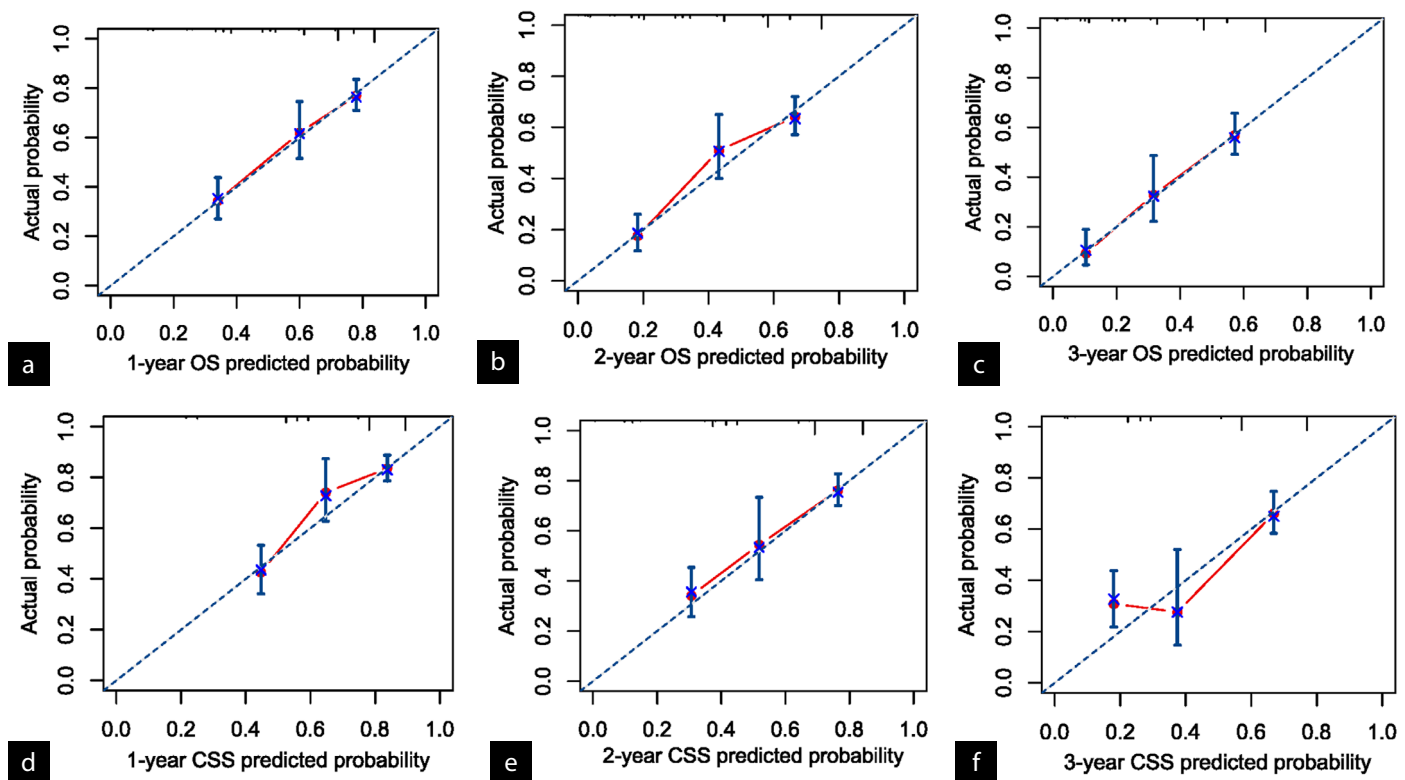 1.0
0.8
0.6
0.4
0.2
0.0
Actual probability
0.0 0.2 0.4 0.6 0.8 1.0
1-year OS predicted probability
a
1.0
0.8
0.6
0.4
0.2
0.0
Actual probability
0.0 0.2 0.4 0.6 0.8 1.0
2-year OS predicted probability
b
1.0
0.8
0.6
0.4
0.2
0.0
Actual probability
0.0 0.2 0.4 0.6 0.8 1.0
3-year OS predicted probability
c
1.0
0.8
0.6
0.4
0.2
0.0
Actual probability
0.0 0.2 0.4 0.6 0.8 1.0
1-year CSS predicted probability
d
1.0
0.8
0.6
0.4
0.2
0.0
Actual probability
0.0 0.2 0.4 0.6 0.8 1.0
2-year CSS predicted probability
e
1.0
0.8
0.6
0.4
0.2
0.0
Actual probability
0.0 0.2 0.4 0.6 0.8 1.0
3-year CSS predicted probability
f